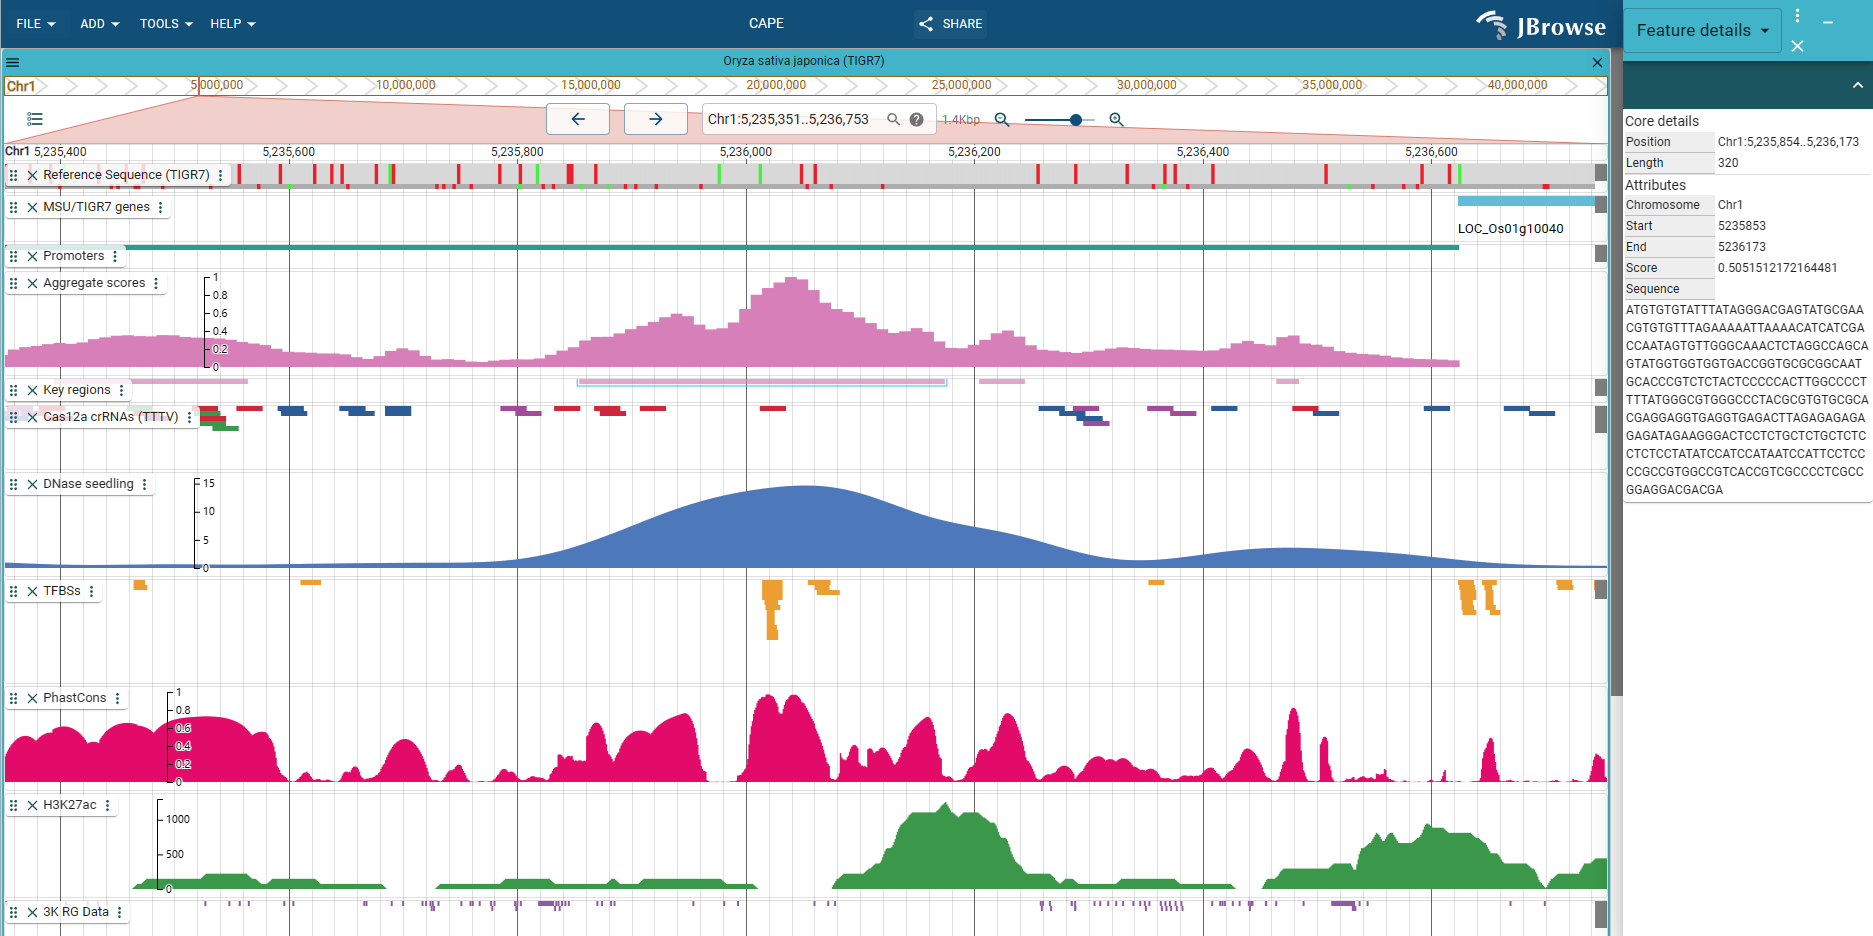 FILE ADD TOOLS HELP CAPE SHARE JBrowse
Feature details
Oryza sativa japonica (TIGR7)
Chr1 5,000,000 10,000,000 15,000,000 20,000,000 25,000,000 30,000,000 35,000,000 40,000,000
Chr1:5,235,351..5,236,753 1.4Kbp
Chr1 5,235,400 5,235,600 5,235,800 5,236,000 5,236,200 5,236,400 5,236,600
Reference Sequence (TIGR7)
MSU/TIGR7 genes
LOC_Os01g10040
Promoters
Aggregate scores
1
0.8
0.6
0.4
0.2
0
Key regions
Cas12a crRNAs (TTTV)
DNase seedling
15
10
5
0
TFBSs
PhastCons
1
0.8
0.6
0.4
0.2
0
H3K27ac
1000
500
0
3K RG Data
Core details
Position Chr1:5,235,854..5,236,173
Length 320
Attributes
Chromosome Chr1
Start 5235853
End 5236173
Score 0.5051512172164481
Sequence
ATGTGTGTATTTATAGGGACGAGTATGCGAA
CGTGTGTTTAGAAAAATTAAAACATCATCGA
CCAATAGTGTTGGGCAAACTCTAGGCCAGCA
GTATGGTGGTGGTGACCGGTGCGCGGCAAT
GCACCCGTCTCTACTCCCCCACTTGGCCCCT
TTTATGGGCGTGGGCCCTACGCGTGTGCGCA
CGAGGAGGTGAGGTGAGACTTAGAGAGAGA
GAGATAGAAGGGACTCCTCTGCTCTGCTCTC
CTCTCCTATATCCATCCATAATCCATTCCTCC
CCGCCGTGGCCGTCACCGTCGCCCCTCGCC
GGAGGACGACGA